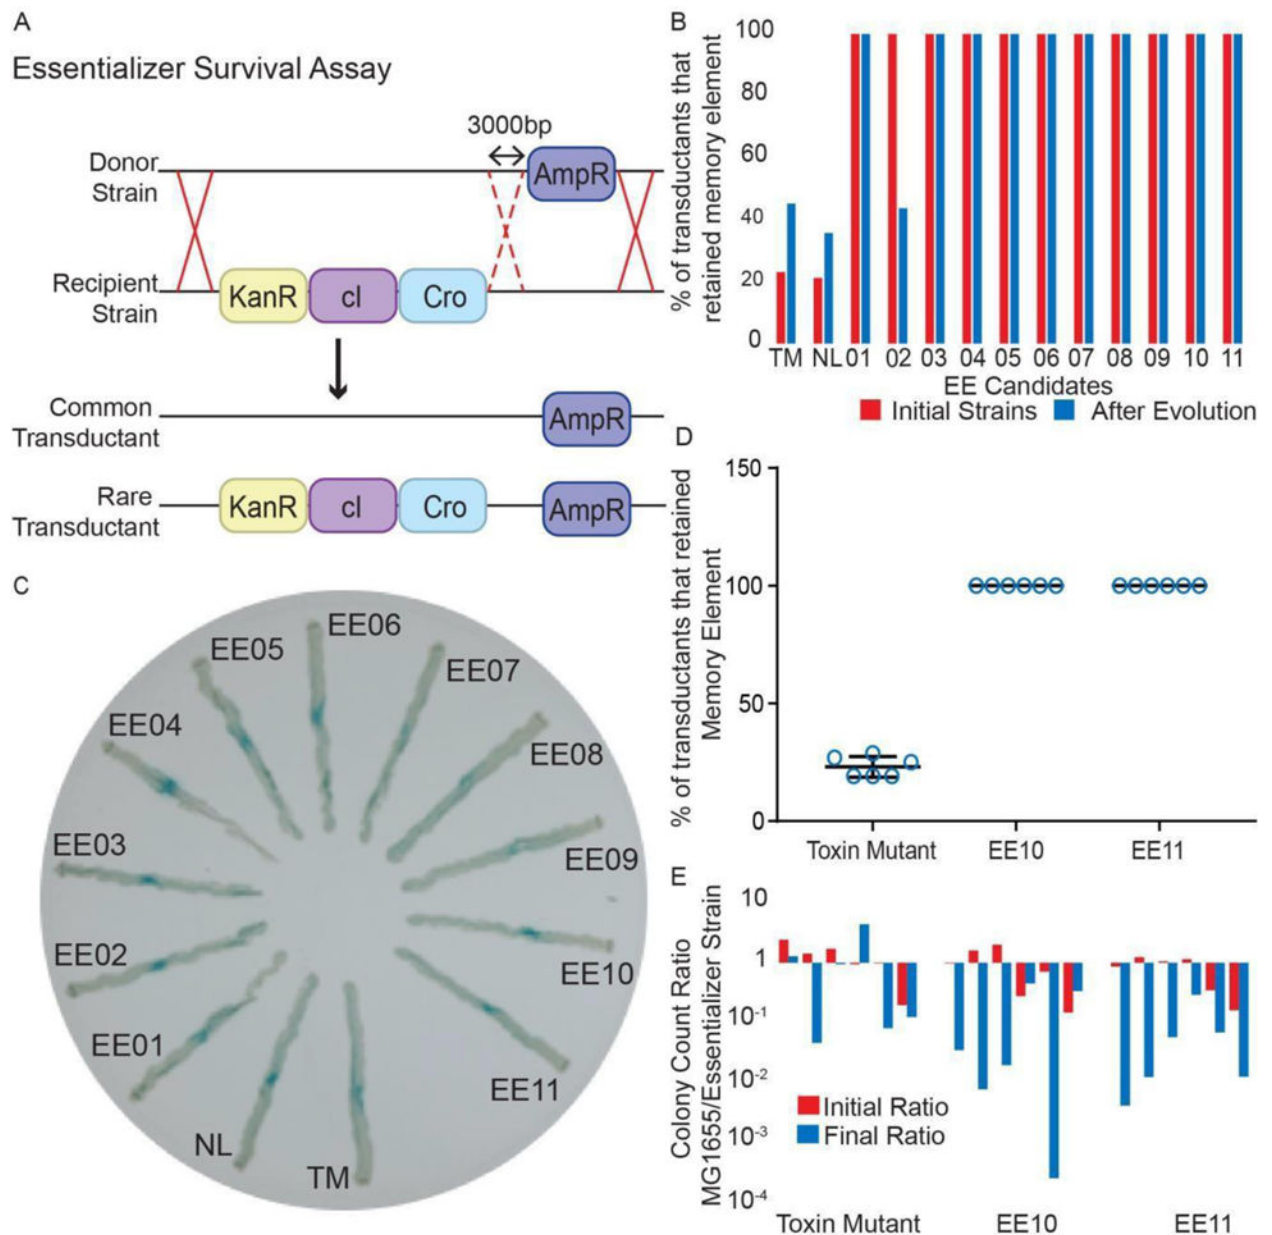 A
Essentializer Survival Assay
3000bp
Donor
Strain
AmpR
Recipient
Strain
KanR
cI
Cro
Common
Transductant
AmpR
Rare
Transductant
KanR
cI
Cro
AmpR
B
% of transductants that
retained memory element
100
80
60
40
20
0
TM NL 01 02 03 04 05 06 07 08 09 10 11
EE Candidates
Initial Strains
After Evolution
C
EE06
EE05
EE07
EE04
EE08
EE03
EE09
EE02
EE10
EE01
EE11
NL
TM
D
% of transductants that retained
Memory Element
150
100
50
0
Toxin Mutant
EE10
EE11
E
Colony Count Ratio
MG1655/Essentializer Strain
10
1
10-1
10-2
10-3
10-4
Initial Ratio
Final Ratio
Toxin Mutant
EE10
EE11